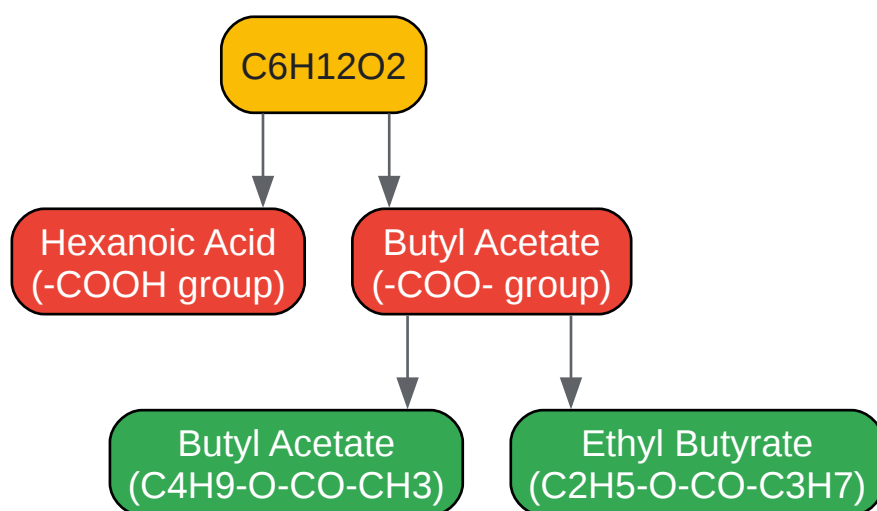 C6H12O2
Hexanoic Acid
(-COOH group)
Butyl Acetate
(-COO- group)
Butyl Acetate
(C4H9-O-CO-CH3)
Ethyl Butyrate
(C2H5-O-CO-C3H7)